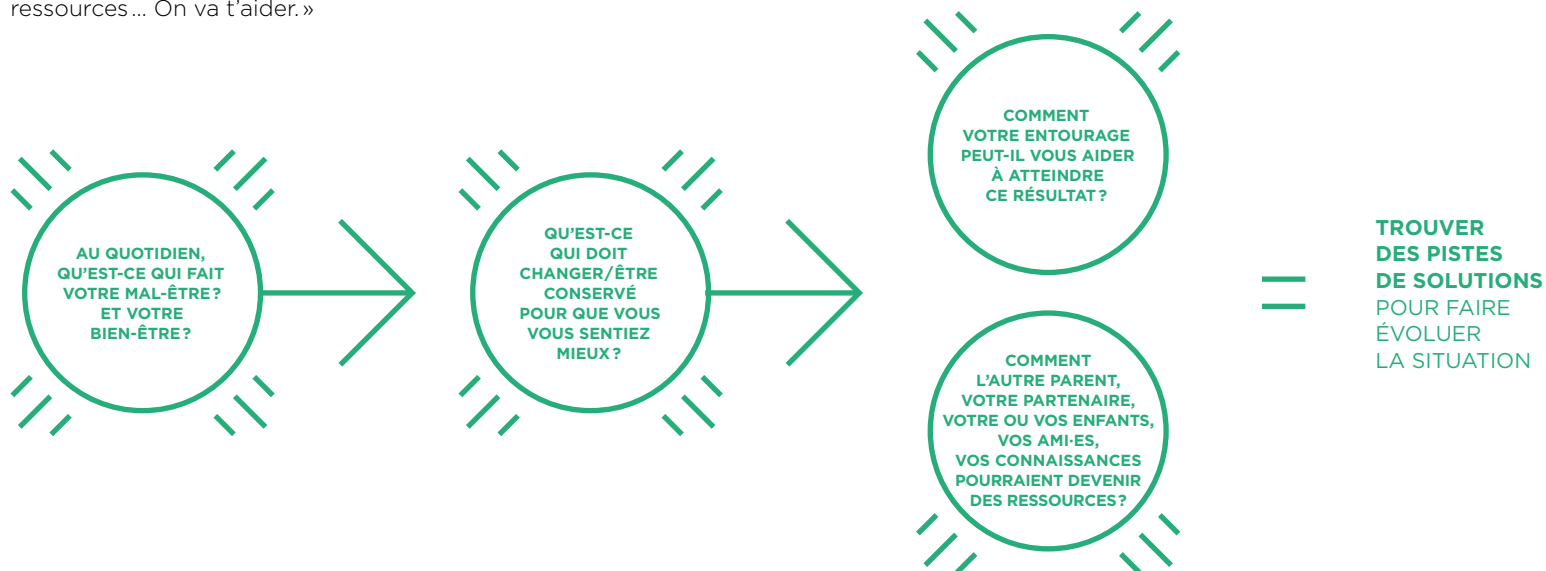 ressources… On va t’aider.»
AU QUOTIDIEN,
QU’EST-CE QUI FAIT
VOTRE MAL-ÊTRE?
ET VOTRE
BIEN-ÊTRE?
QU’EST-CE
QUI DOIT
CHANGER/ÊTRE
CONSERVÉ
POUR QUE VOUS
VOUS SENTIEZ
MIEUX?
COMMENT
VOTRE ENTOURAGE
PEUT-IL VOUS AIDER
À ATTEINDRE
CE RÉSULTAT?
COMMENT
L’AUTRE PARENT,
VOTRE PARTENAIRE,
VOTRE OU VOS ENFANTS,
VOS AMI·ES,
VOS CONNAISSANCES
POURRAIENT DEVENIR
DES RESSOURCES?
TROUVER
DES PISTES
DE SOLUTIONS
POUR FAIRE
ÉVOLUER
LA SITUATION